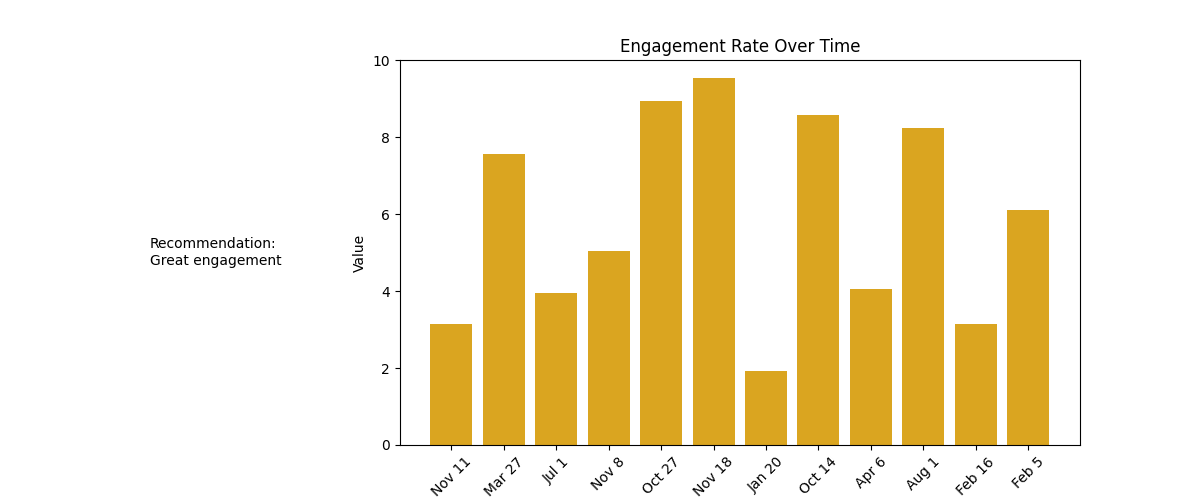 Engagement Rate Over Time
10
8
6
4
2
0
Value
Recommendation:
Great engagement
Nov 11
Mar 27
Jul 1
Nov 8
Oct 27
Nov 18
Jan 20
Oct 14
Apr 6
Aug 1
Feb 16
Feb 5